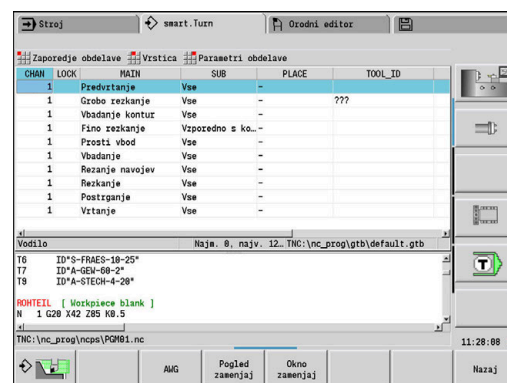 Stroj smart.Turn Orodni editor
Zaporedje obdelave Vrstica Parametri obdelave
CHAN LOCK MAIN SUB PLACE TOOL_ID
1 Predvrtanje Vse -
1 Grobo rezkanje Vse - ???
1 Vbadanje kontur Vse -
1 Fino rezkanje Vzporedno s ko… -
1 Prosti vbod Vse -
1 Vbadanje Vse -
1 Rezanje navojev Vse -
1 Rezkanje Vse -
1 Postrganje Vse -
1 Vrtanje Vse -
Vodilo Najm. 0, najv. 12… TNC:\nc_prog\gtb\default.gtb
T6 ID"S-FRAES-10-25"
T7 ID"A-GEW-60-2"
T9 ID"A-STECH-4-20"
ROHTEIL [ Workpiece blank ]
N 1 G20 X42 Z85 K0.5
TNC:\nc_prog\ncps\PGM01.nc
T
11:28:08
AWG Pogled zamenjaj Okno zamenjaj Nazaj